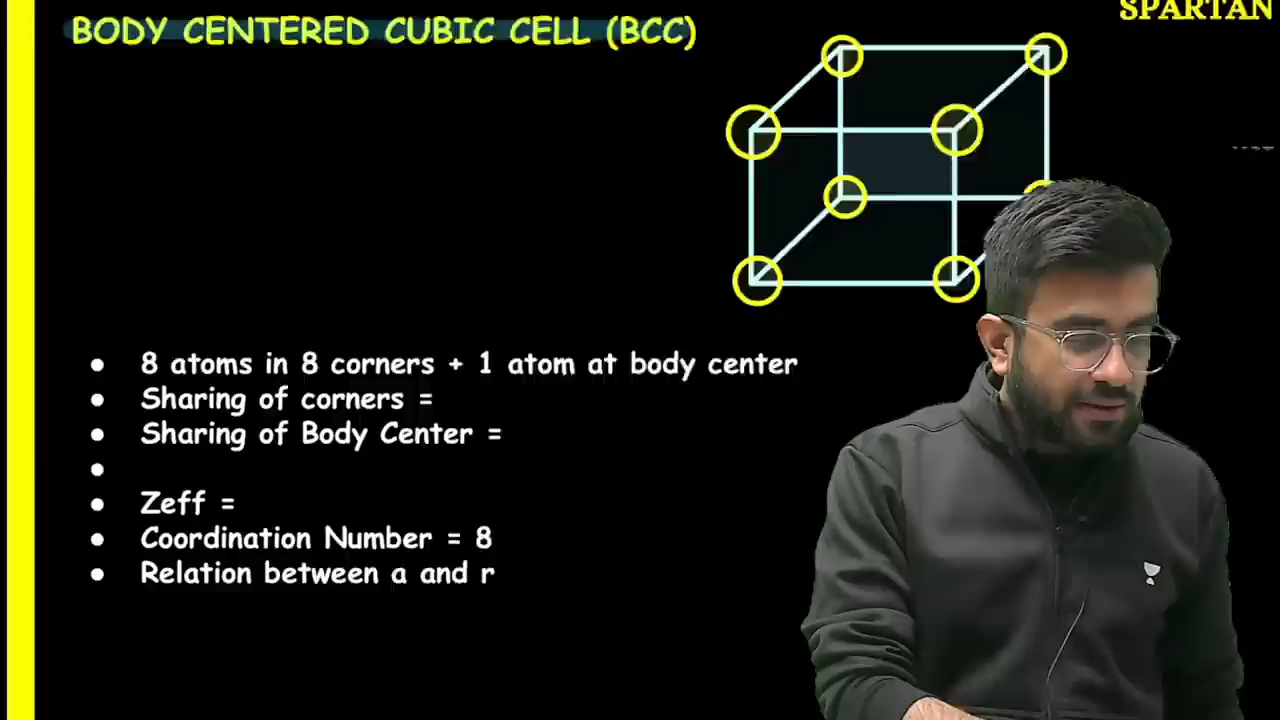 BODY CENTERED CUBIC CELL (BCC)
SPARTAN
• 8 atoms in 8 corners + 1 atom at body center
• Sharing of corners =
• Sharing of Body Center =
•
• Zeff =
• Coordination Number = 8
• Relation between a and r